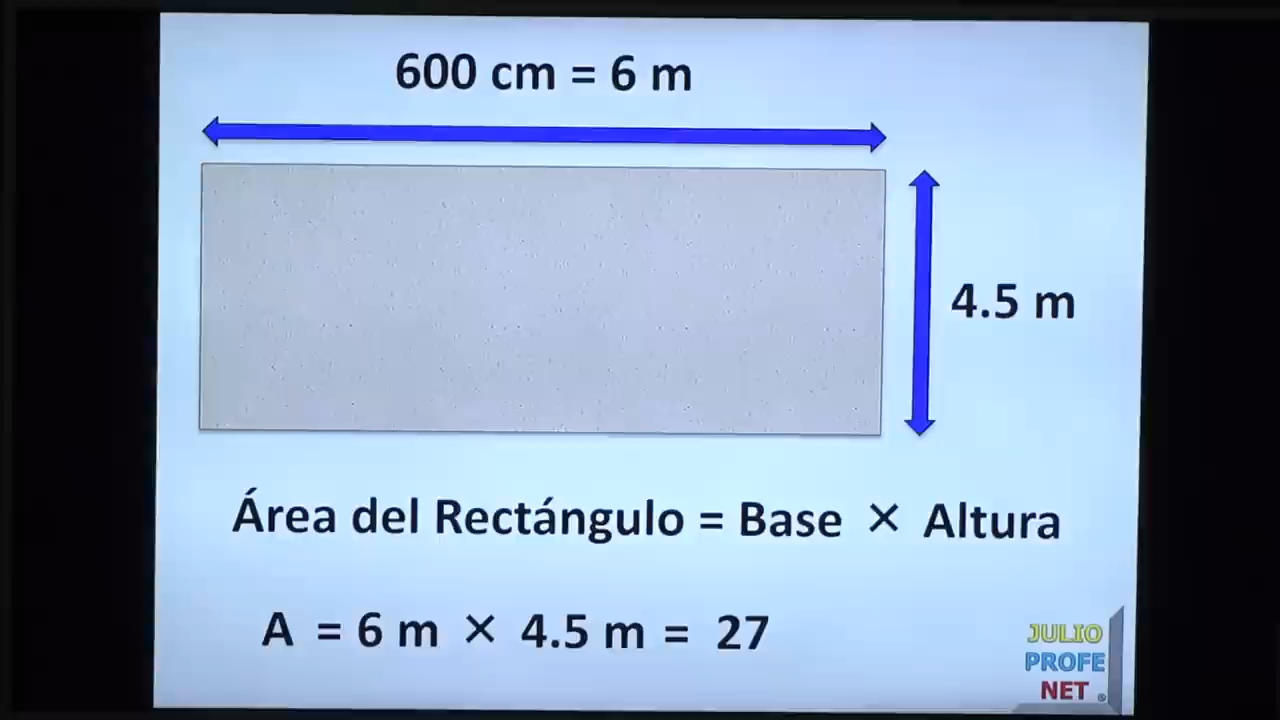 600 cm = 6 m
4.5 m
Área del Rectángulo = Base × Altura
A = 6 m × 4.5 m = 27
JULIO
PROFE
NET